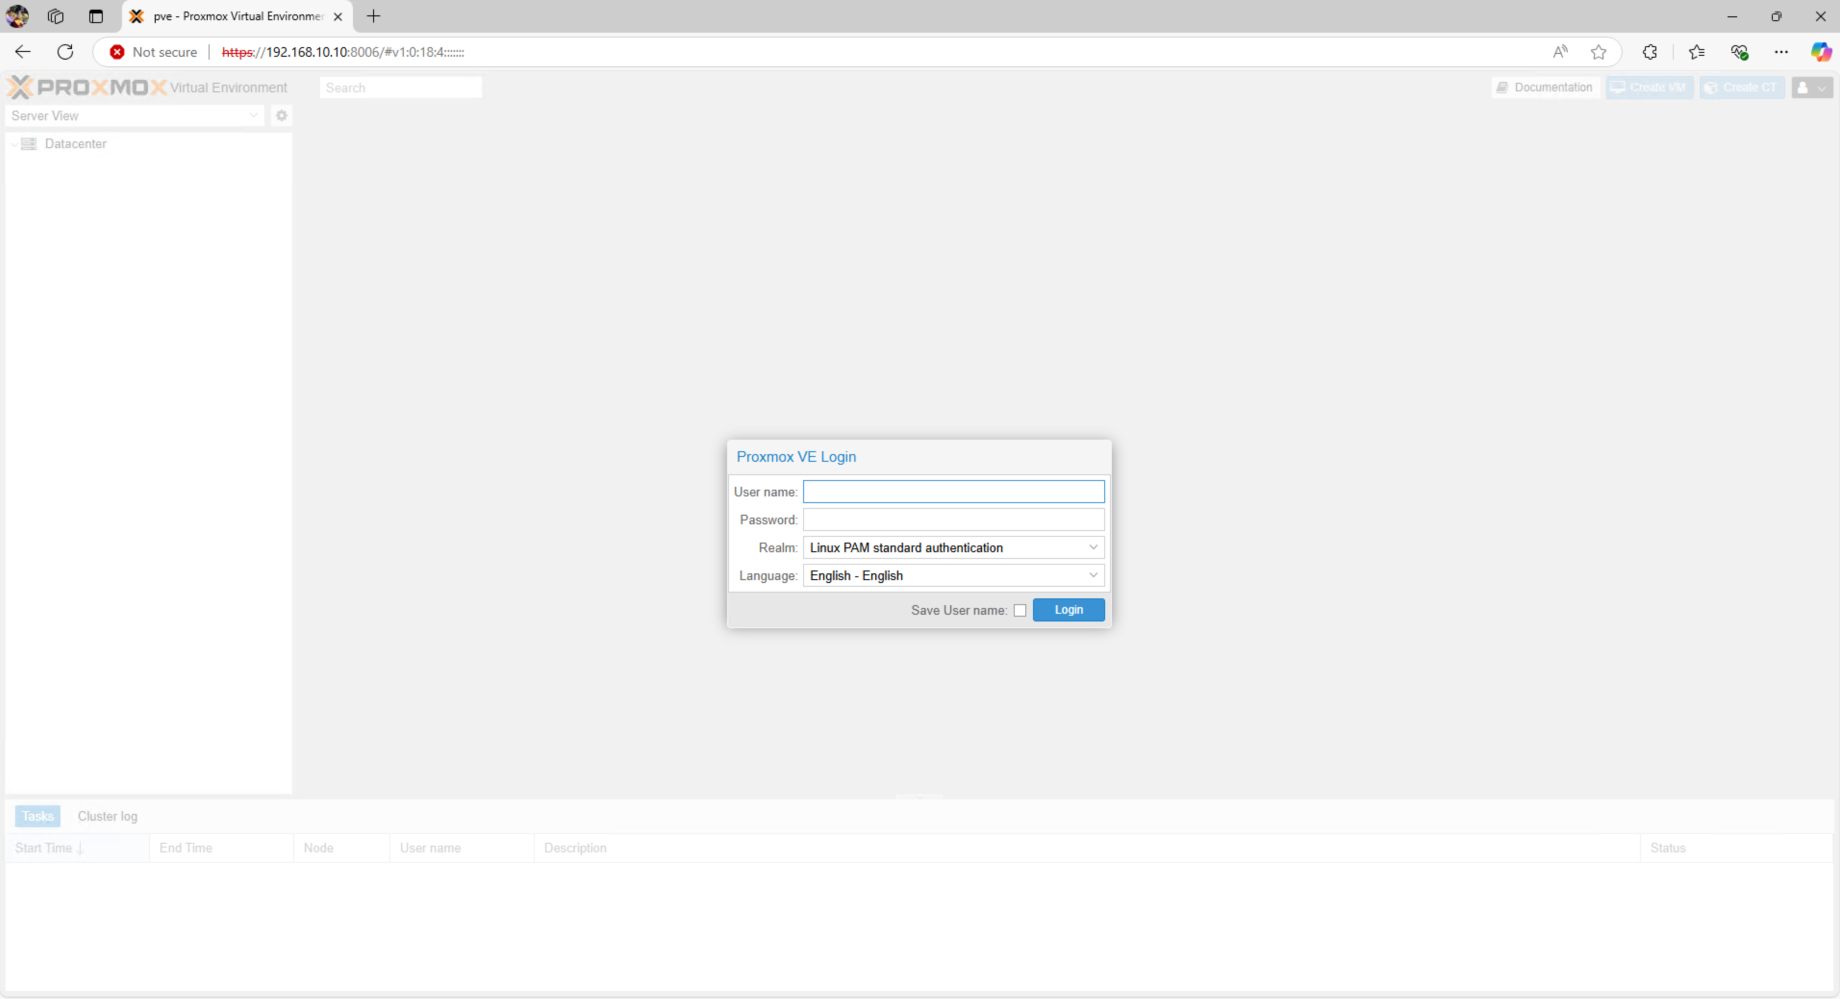 pve - Proxmox Virtual Environmen
Not secure
https://192.168.10.10:8006/#v1:0:18:4:::::::
PROXMOX Virtual Environment
Search
Documentation
Create VM
Create CT
Server View
Datacenter
Proxmox VE Login
User name:
Password:
Realm: Linux PAM standard authentication
Language: English - English
Save User name: Login
Tasks Cluster log
Start Time End Time Node User name Description Status